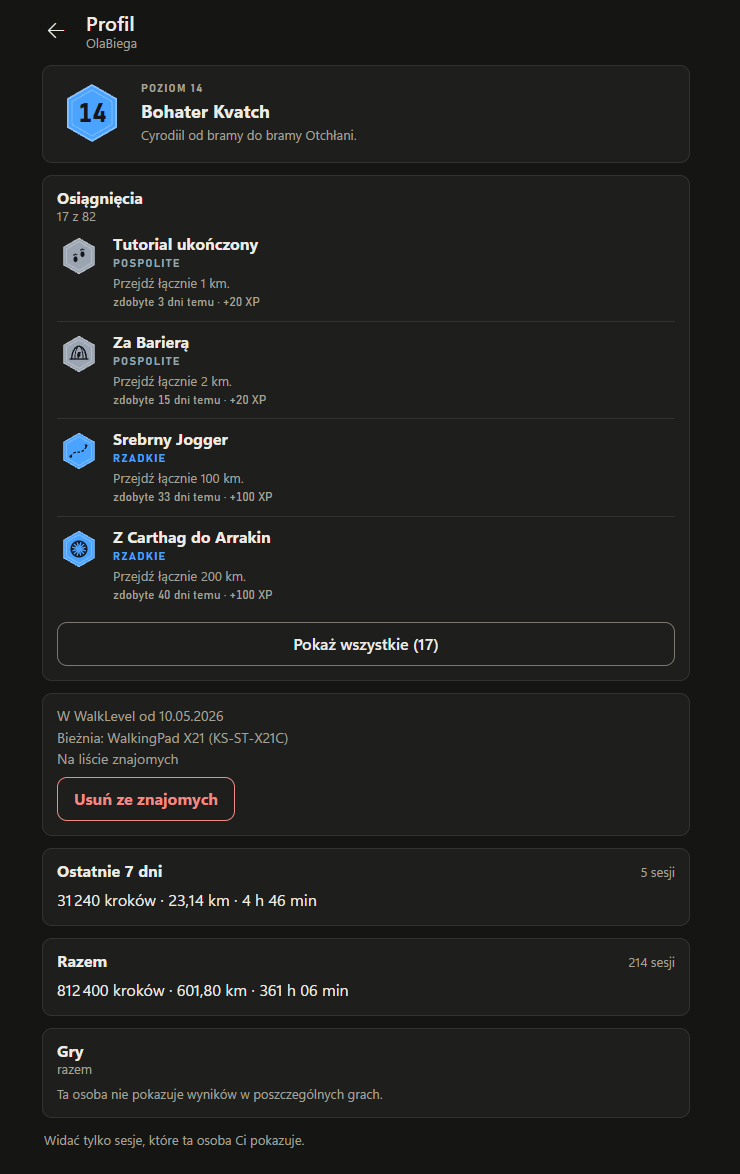 Profil
OlaBiega
14
POZIOM 14
Bohater Kvatch
Cyrodiil od bramy do bramy Otchłani.
Osiągnięcia
17 z 82
Tutorial ukończony
POSPOLITE
Przejdź łącznie 1 km.
zdobyte 3 dni temu · +20 XP
Za Barierą
POSPOLITE
Przejdź łącznie 2 km.
zdobyte 15 dni temu · +20 XP
Srebrny Jogger
RZADKIE
Przejdź łącznie 100 km.
zdobyte 33 dni temu · +100 XP
Z Carthag do Arrakin
RZADKIE
Przejdź łącznie 200 km.
zdobyte 40 dni temu · +100 XP
Pokaż wszystkie (17)
W WalkLevel od 10.05.2026
Bieżnia: WalkingPad X21 (KS-ST-X21C)
Na liście znajomych
Usuń ze znajomych
Ostatnie 7 dni 5 sesji
31 240 kroków · 23,14 km · 4 h 46 min
Razem 214 sesji
812 400 kroków · 601,80 km · 361 h 06 min
Gry
razem
Ta osoba nie pokazuje wyników w poszczególnych grach.
Widać tylko sesje, które ta osoba Ci pokazuje.